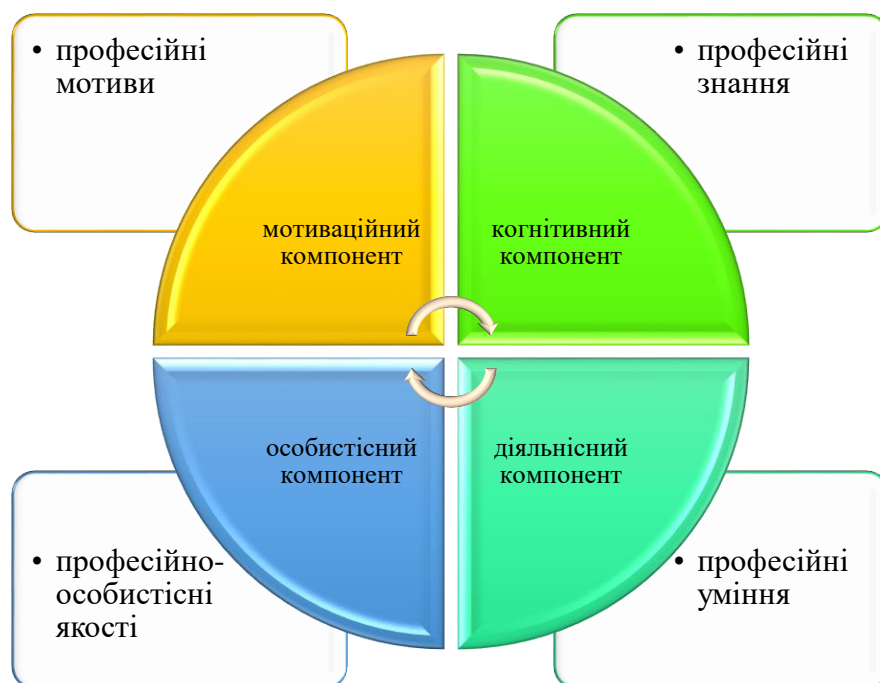 • професійні
мотиви
• професійні
знання
мотиваційний
компонент
когнітивний
компонент
особистісний
компонент
діяльнісний
компонент
• професійно-
особистісні
якості
• професійні
уміння